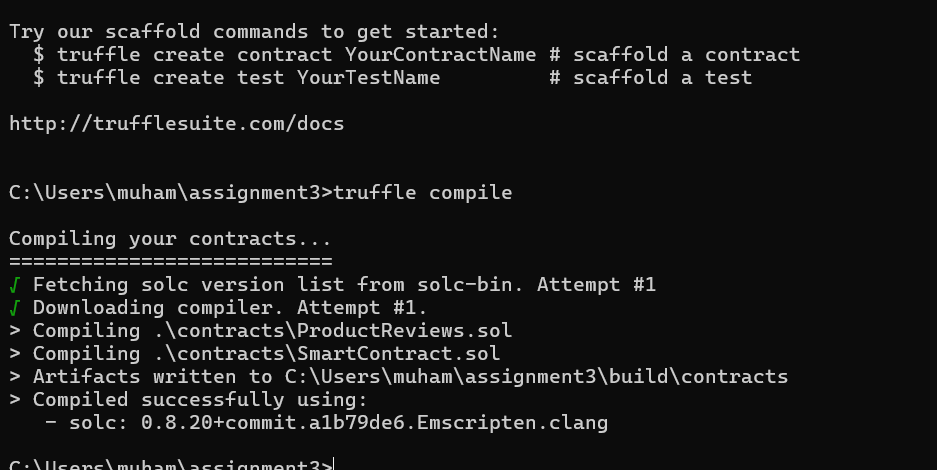 Try our scaffold commands to get started:
$ truffle create contract YourContractName # scaffold a contract
$ truffle create test YourTestName # scaffold a test
http://trufflesuite.com/docs
C:\Users\muham\assignment3>truffle compile
Compiling your contracts...
===========================
√ Fetching solc version list from solc-bin. Attempt #1
√ Downloading compiler. Attempt #1.
> Compiling .\contracts\ProductReviews.sol
> Compiling .\contracts\SmartContract.sol
> Artifacts written to C:\Users\muham\assignment3\build\contracts
> Compiled successfully using:
- solc: 0.8.20+commit.a1b79de6.Emscripten.clang
C:\Users\muham\assignment3>